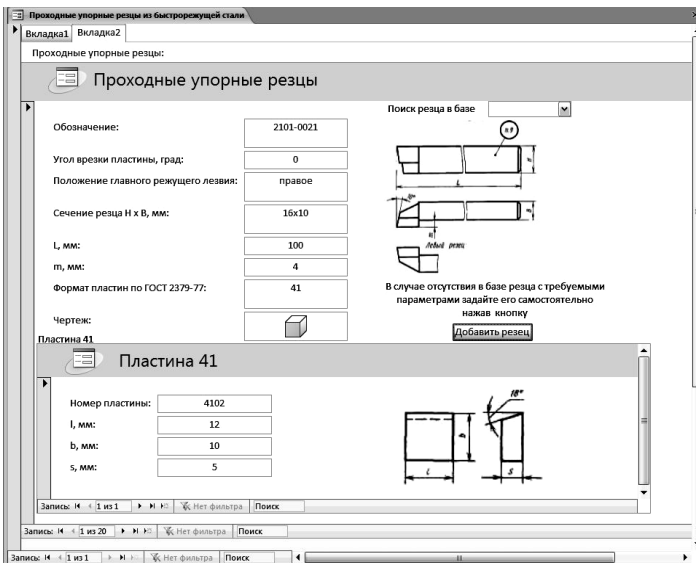 Проходные упорные резцы из быстрорежущей стали
Вкладка1 Вкладка2
Проходные упорные резцы:
Проходные упорные резцы
Поиск резца в базе
Обозначение: 2101-0021
Угол врезки пластины, град: 0
Положение главного режущего лезвия: правое
Сечение резца H x B, мм: 16x10
L, мм: 100
m, мм: 4
Формат пластин по ГОСТ 2379-77: 41
Чертеж:
L
Левый резец
В случае отсутствия в базе резца с требуемыми
параметрами задайте его самостоятельно
нажав кнопку
Добавить резец
Пластина 41
Пластина 41
Номер пластины: 4102
l, мм: 12
b, мм: 10
s, мм: 5
18°
b
l
s
Запись: 1 из 1 Нет фильтра Поиск
Запись: 1 из 20 Нет фильтра Поиск
Запись: 1 из 1 Нет фильтра Поиск